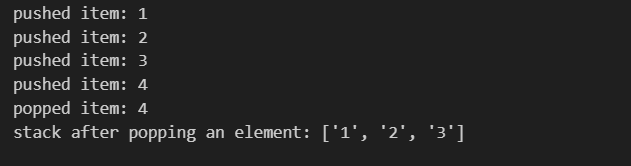 pushed item: 1
pushed item: 2
pushed item: 3
pushed item: 4
popped item: 4
stack after popping an element: ['1', '2', '3']